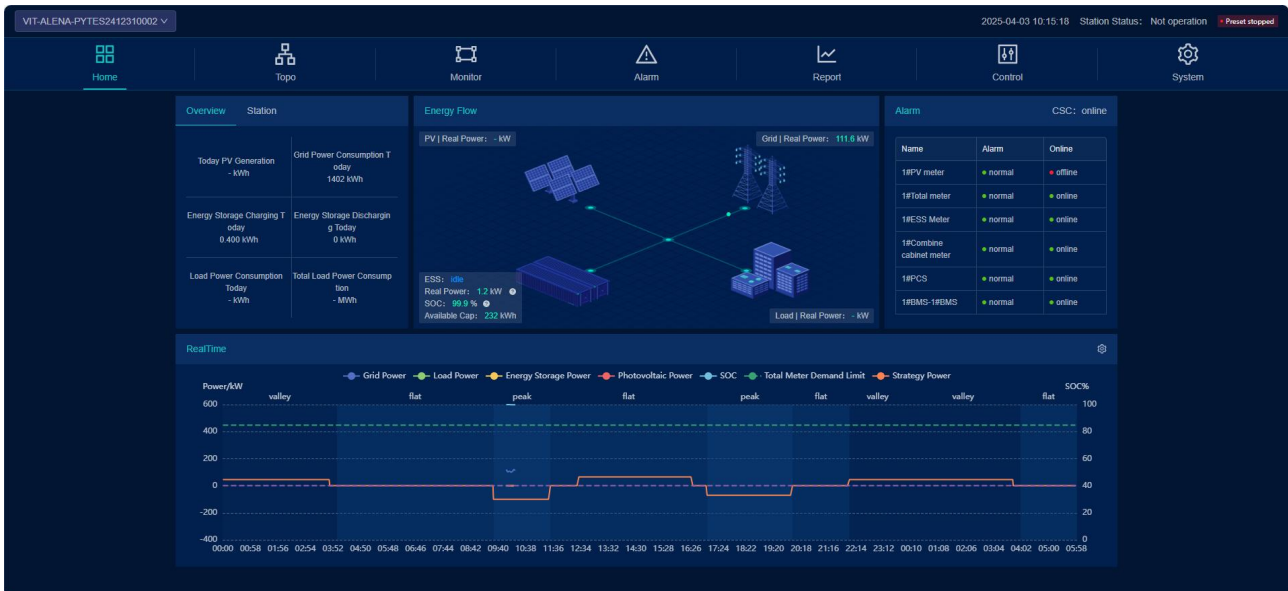 VIT-ALENA-PYTES2412310002
2025-04-03 10:15:18 Station Status: Not operation Preset stopped
Home Topo Monitor Alarm Report Control System
Overview Station
Today PV Generation
- kWh
Grid Power Consumption T
oday
1402 kWh
Energy Storage Charging T
oday
0.400 kWh
Energy Storage Dischargin
g Today
0 kWh
Load Power Consumption
Today
- kWh
Total Load Power Consump
tion
- MWh
Energy Flow
PV | Real Power: - kW
Grid | Real Power: 111.6 kW
ESS: idle
Real Power: 1.2 kW
SOC: 99.9 %
Available Cap: 232 kWh
Load | Real Power: - kW
Alarm CSC: online
Name Alarm Online
1#PV meter normal offline
1#Total meter normal online
1#ESS Meter normal online
1#Combine
cabinet meter normal online
1#PCS normal online
1#BMS-1#BMS normal online
RealTime
Grid Power Load Power Energy Storage Power Photovoltaic Power SOC Total Meter Demand Limit Strategy Power
Power/kW SOC%
valley flat peak flat peak flat valley valley flat
600 100
400 80
200 60
0 40
-200 20
-400 0
00:00 00:58 01:56 02:54 03:52 04:50 05:48 06:46 07:44 08:42 09:40 10:38 11:36 12:34 13:32 14:30 15:28 16:26 17:24 18:22 19:20 20:18 21:16 22:14 23:12 00:10 01:08 02:06 03:04 04:02 05:00 05:58